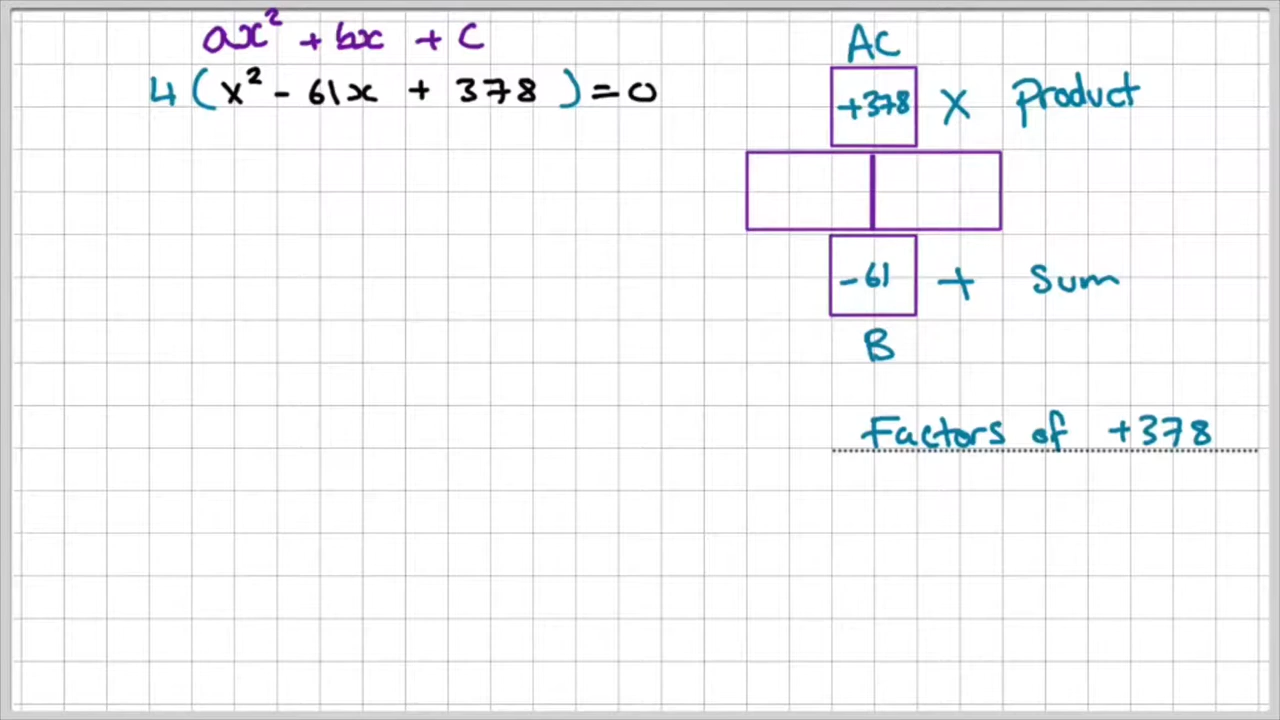 ax² + bx + c
4(x² - 61x + 378) = 0
AC
+378 X Product
-61 + Sum
B
Factors of +378